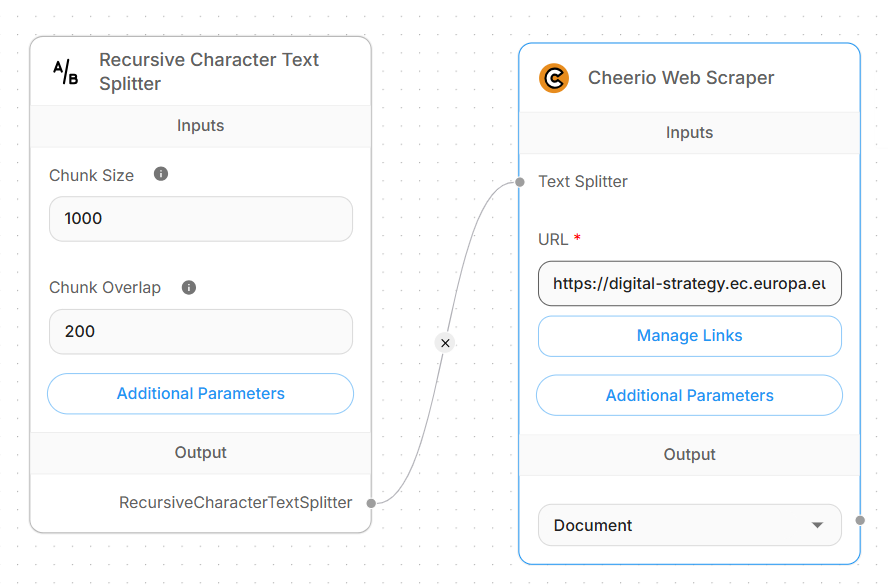 A/B
Recursive Character Text
Splitter
Inputs
Chunk Size
1000
Chunk Overlap
200
Additional Parameters
Output
RecursiveCharacterTextSplitter
Cheerio Web Scraper
Inputs
Text Splitter
URL *
https://digital-strategy.ec.europa.eu
Manage Links
Additional Parameters
Output
Document